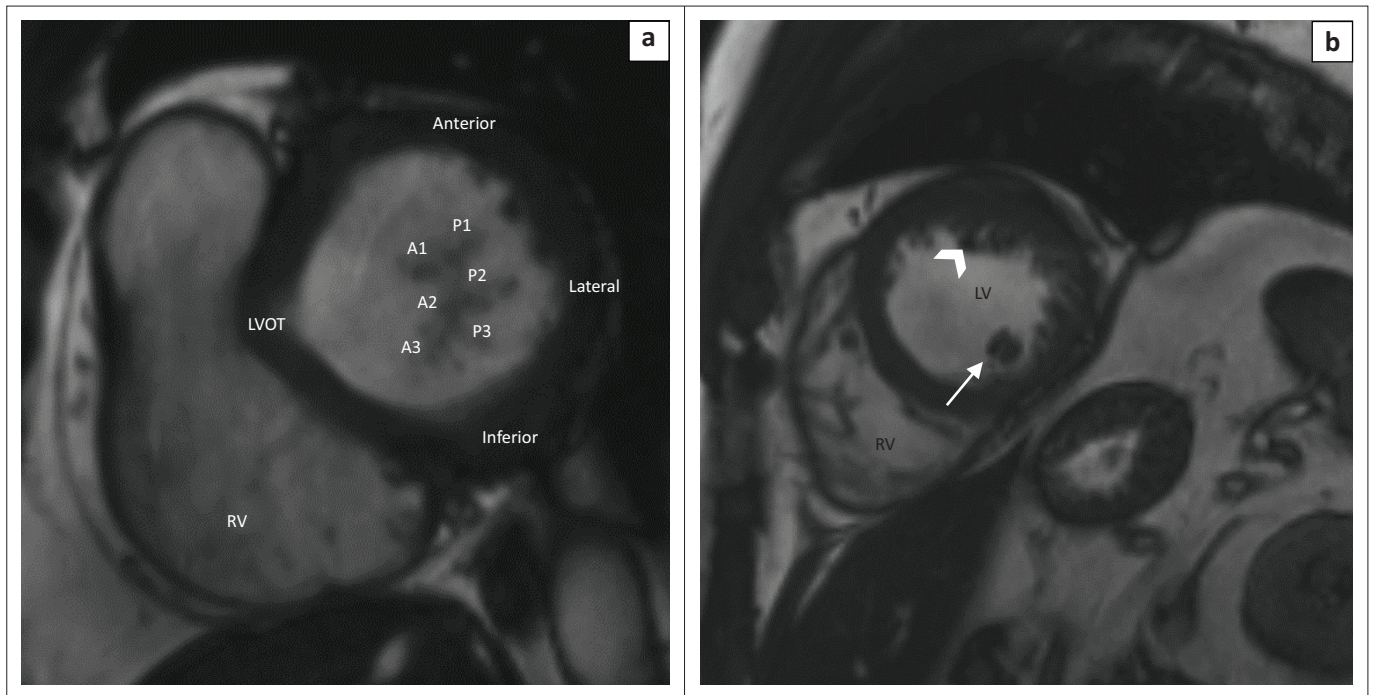 a
Anterior
P1
A1
P2
Lateral
A2
LVOT
P3
A3
Inferior
RV
b
LV
RV